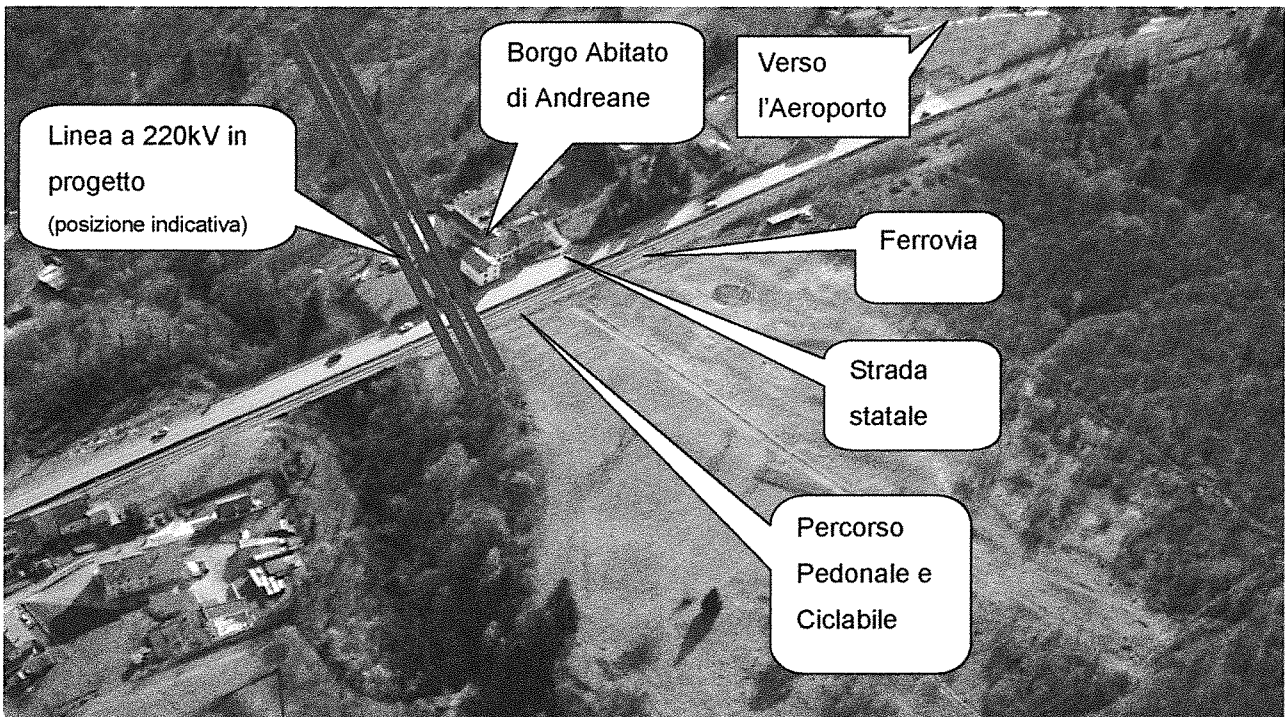 Borgo Abitato
di Andreane
Verso
l'Aeroporto
Linea a 220kV in
progetto
(posizione indicativa)
Ferrovia
Strada
statale
Percorso
Pedonale e
Ciclabile